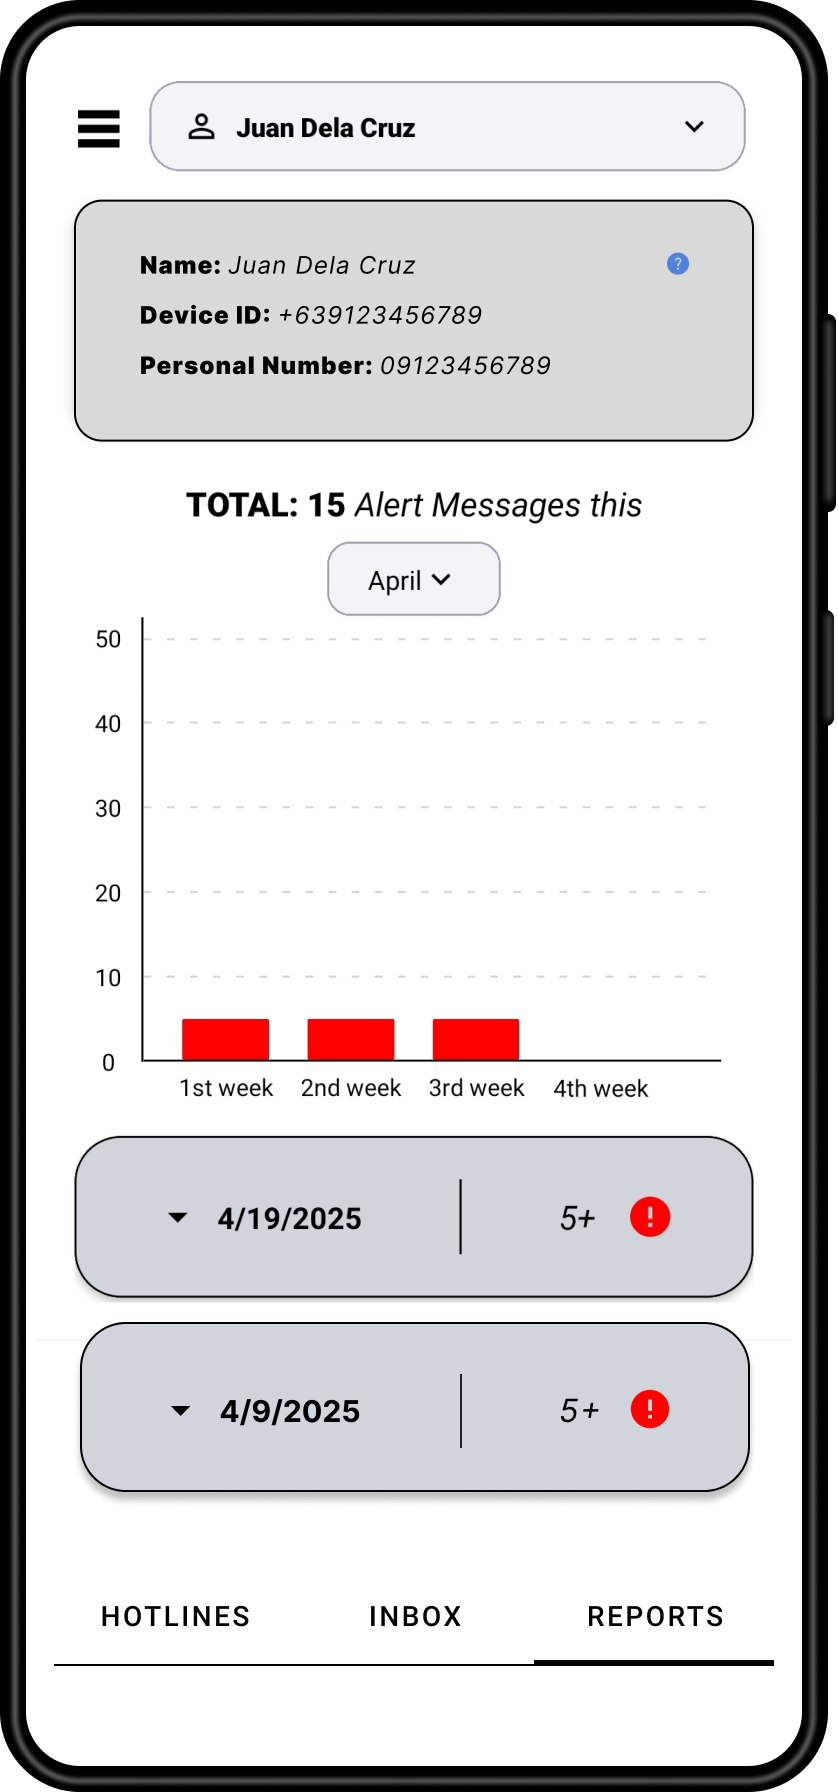 Juan Dela Cruz
Name: Juan Dela Cruz
?
Device ID: +639123456789
Personal Number: 09123456789
TOTAL: 15 Alert Messages this
April
50
40
30
20
10
0
1st week 2nd week 3rd week 4th week
4/19/2025 5+ !
4/9/2025 5+ !
HOTLINES INBOX REPORTS